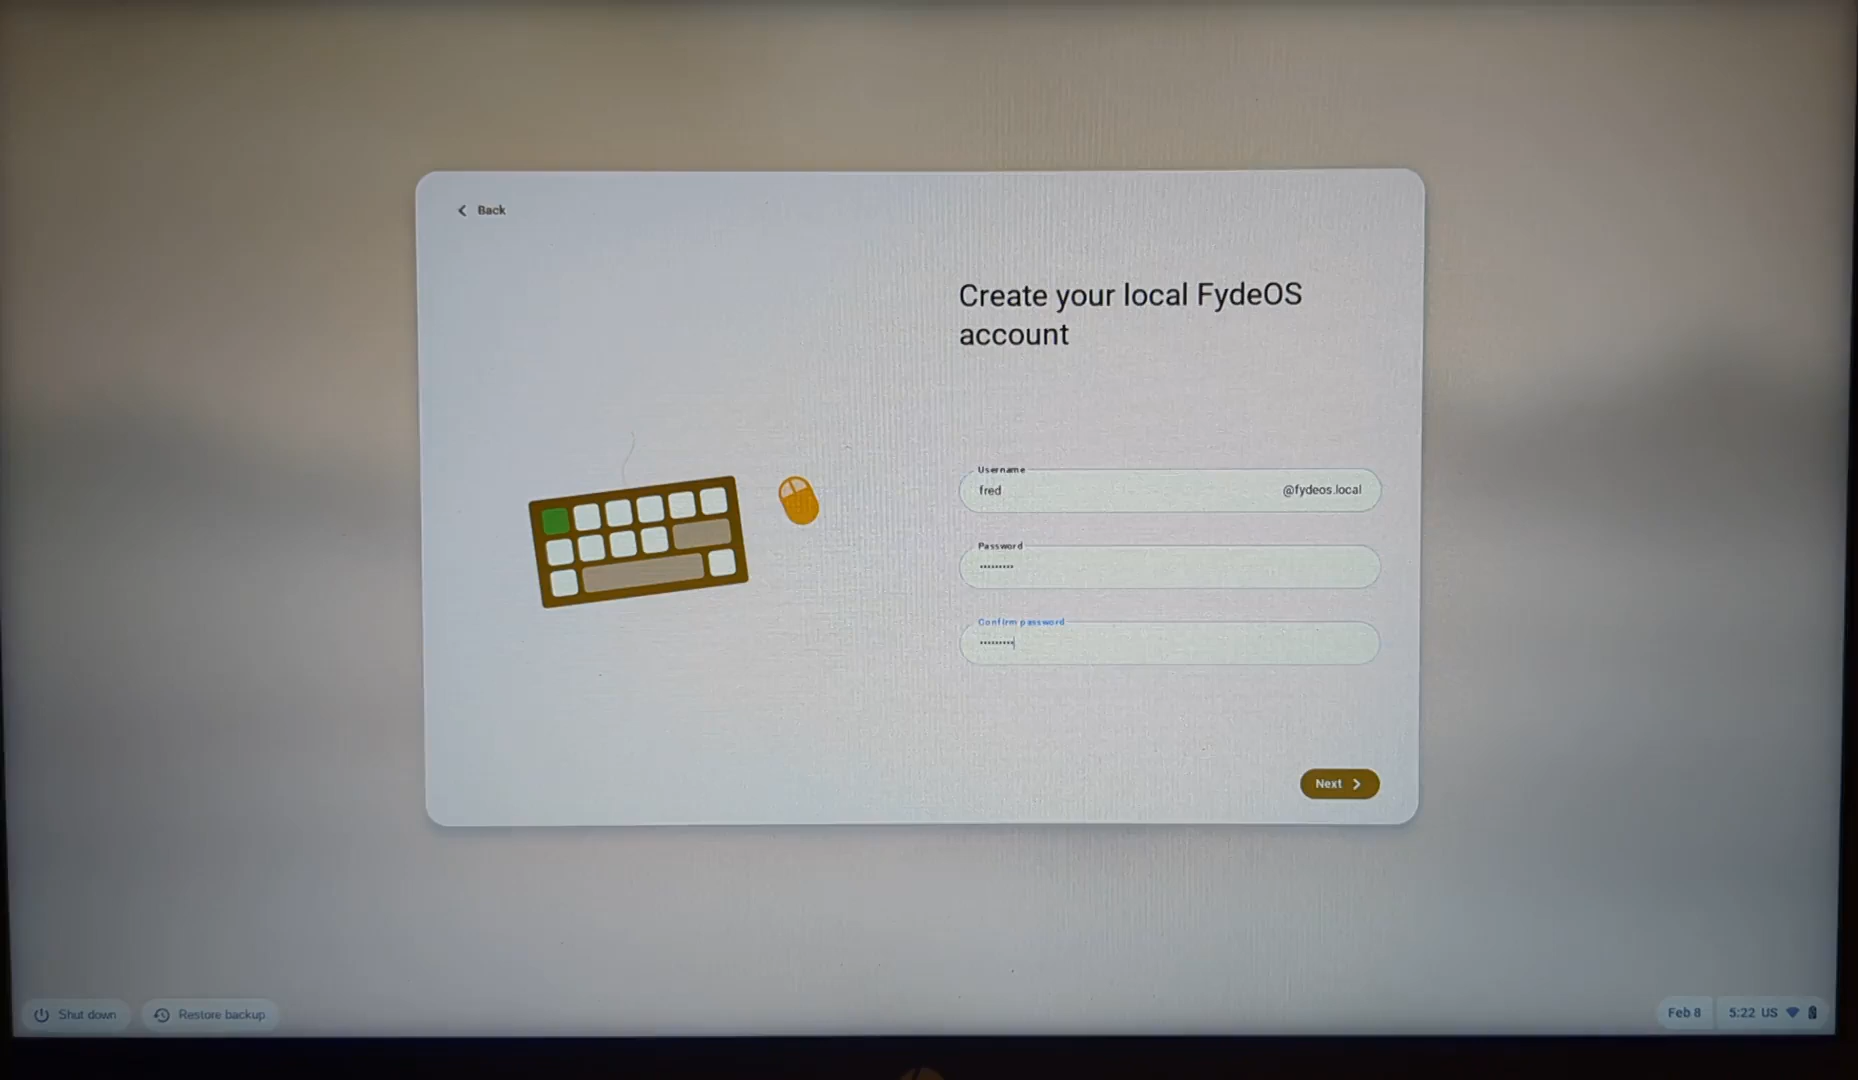 Back
Create your local FydeOS
account
Username
fred @fydeos.local
Password
•••••••••
Confirm password
•••••••••
Next
Shut down
Restore backup
Feb 8
5:22 US